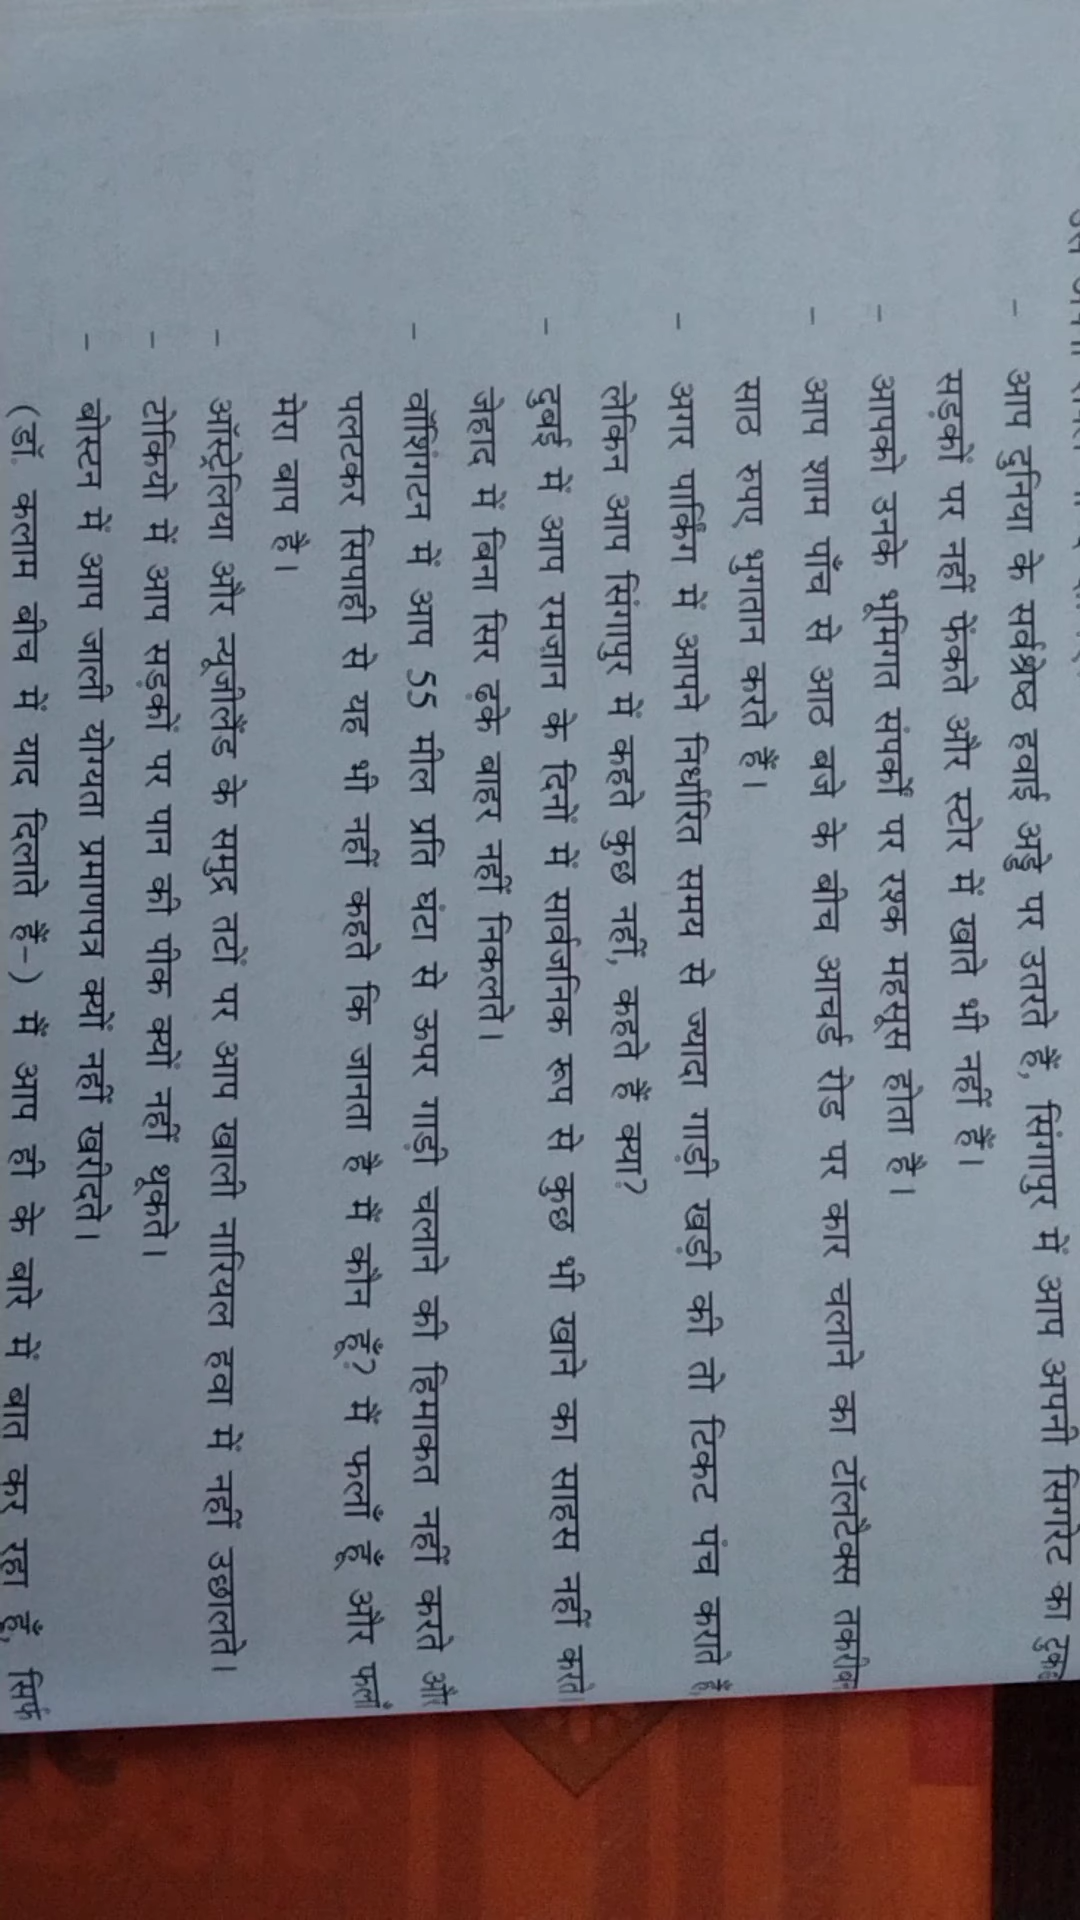 - आप दुनिया के सर्वश्रेष्ठ हवाई अड्डे पर उतरते हैं, सिंगापुर में आप अपनी सिगरेट का
सड़कों पर नहीं फेंकते और स्टोर में खाते भी नहीं हैं।
- आपको उनके भूमिगत संपर्कों पर रश्क महसूस होता है।
- आप शाम पाँच से आठ बजे के बीच आचर्ड रोड पर कार चलाने का टॉलटैक्स
साठ रुपए भुगतान करते हैं।
- अगर पार्किंग में आपने निर्धारित समय से ज्यादा गाड़ी खड़ी की तो टिकट पंच कराते हैं,
लेकिन आप सिंगापुर में कहते कुछ नहीं, कहते हैं क्या?
- दुबई में आप रमज़ान के दिनों में सार्वजनिक रूप से कुछ भी खाने का साहस नहीं करते।
जेहाद में बिना सिर ढ़के बाहर नहीं निकलते।
- वॉशिंगटन में आप 55 मील प्रति घंटा से ऊपर गाड़ी चलाने की हिमाकत नहीं करते और
पलटकर सिपाही से यह भी नहीं कहते कि जानता है मैं कौन हूँ? मैं फलाँ हूँ और फलाँ
मेरा बाप है।
- ऑस्ट्रेलिया और न्यूजीलैंड के समुद्र तटों पर आप खाली नारियल हवा में नहीं उछालते।
- टोकियो में आप सड़कों पर पान की पीक क्यों नहीं थूकते।
- बोस्टन में आप जाली योग्यता प्रमाणपत्र क्यों नहीं खरीदते।
(डॉ. कलाम बीच में याद दिलाते हैं-) मैं आप ही के बारे में बात कर रहा हूँ, सिर्फ